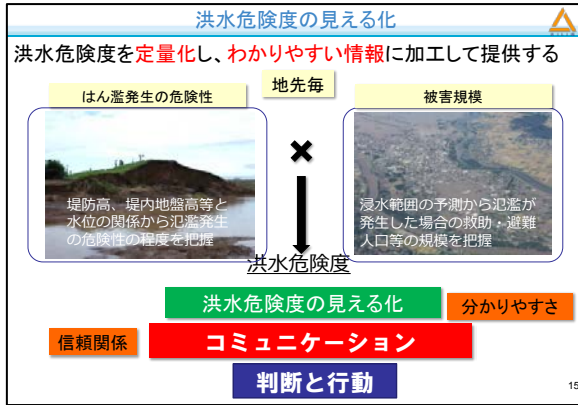 洪水危険度の見える化
洪水危険度を定量化し、わかりやすい情報に加工して提供する
地先毎
はん濫発生の危険性
被害規模
×
堤防高、堤内地盤高等と
水位の関係から氾濫発生
の危険性の程度を把握
浸水範囲の予測から氾濫が
発生した場合の救助・避難
人口等の規模を把握
洪水危険度
洪水危険度の見える化
分かりやすさ
信頼関係
コミュニケーション
判断と行動
15